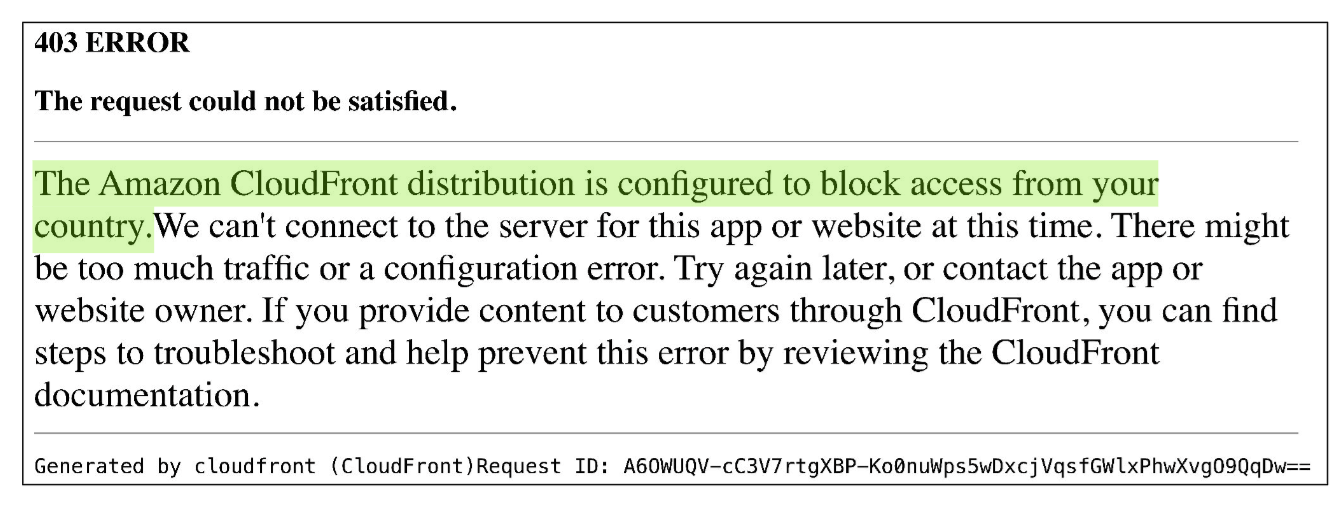 403 ERROR
The request could not be satisfied.
The Amazon CloudFront distribution is configured to block access from your
country.We can't connect to the server for this app or website at this time. There might
be too much traffic or a configuration error. Try again later, or contact the app or
website owner. If you provide content to customers through CloudFront, you can find
steps to troubleshoot and help prevent this error by reviewing the CloudFront
documentation.
Generated by cloudfront (CloudFront)Request ID: A6OWUQV-cC3V7rtgXBP-Ko0nuWps5wDxcjVqsfGWlxPhwXvgO9QqDw==